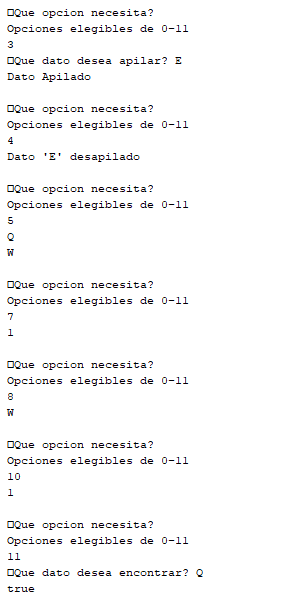 □Que opcion necesita?
Opciones elegibles de 0-11
3
□Que dato desea apilar? E
Dato Apilado
□Que opcion necesita?
Opciones elegibles de 0-11
4
Dato 'E' desapilado
□Que opcion necesita?
Opciones elegibles de 0-11
5
Q
W
□Que opcion necesita?
Opciones elegibles de 0-11
7
1
□Que opcion necesita?
Opciones elegibles de 0-11
8
W
□Que opcion necesita?
Opciones elegibles de 0-11
10
1
□Que opcion necesita?
Opciones elegibles de 0-11
11
□Que dato desea encontrar? Q
true